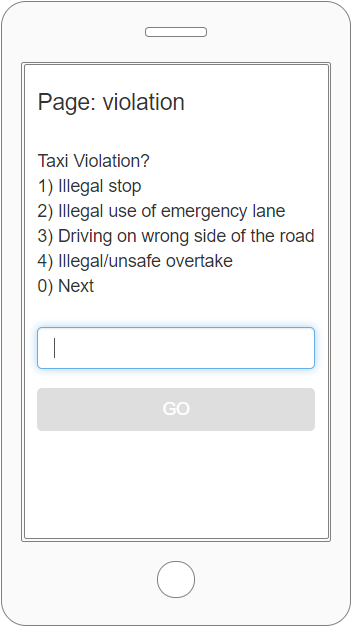 Page: violation
Taxi Violation?
1) Illegal stop
2) Illegal use of emergency lane
3) Driving on wrong side of the road
4) Illegal/unsafe overtake
0) Next
GO